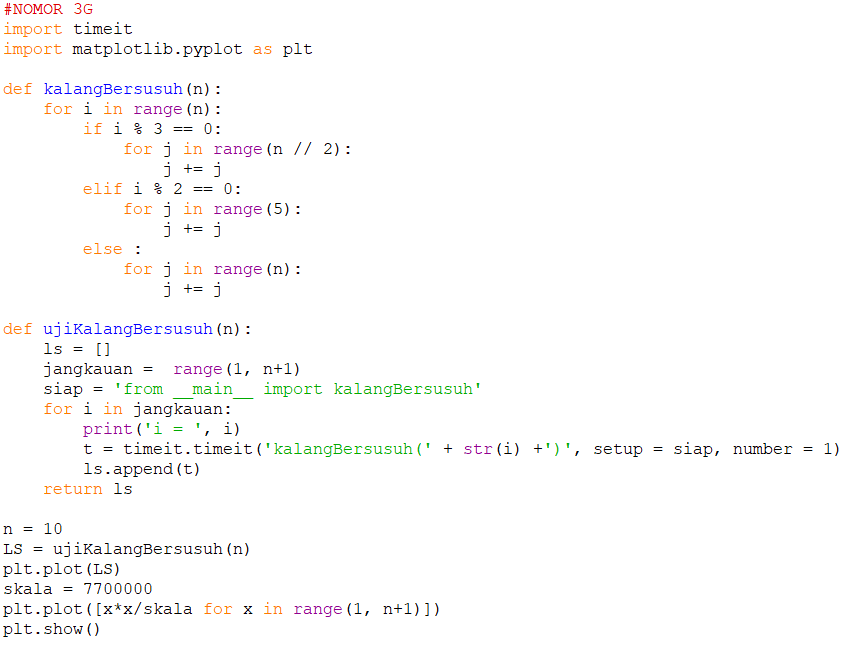 #NOMOR 3G
import timeit
import matplotlib.pyplot as plt

def kalangBersusuh(n):
    for i in range(n):
        if i % 3 == 0:
            for j in range(n // 2):
                j += j
        elif i % 2 == 0:
            for j in range(5):
                j += j
        else :
            for j in range(n):
                j += j

def ujiKalangBersusuh(n):
    ls = []
    jangkauan =  range(1, n+1)
    siap = 'from __main__ import kalangBersusuh'
    for i in jangkauan:
        print('i = ', i)
        t = timeit.timeit('kalangBersusuh(' + str(i) +')', setup = siap, number = 1)
        ls.append(t)
    return ls

n = 10
LS = ujiKalangBersusuh(n)
plt.plot(LS)
skala = 7700000
plt.plot([x*x/skala for x in range(1, n+1)])
plt.show()